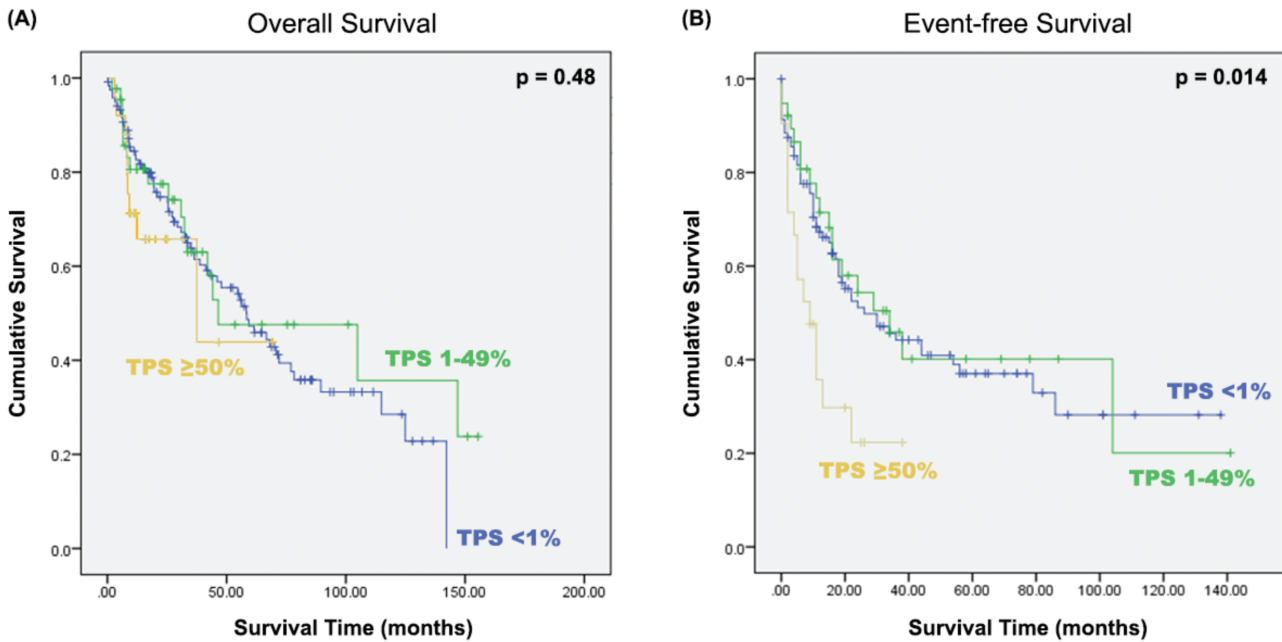 (A)
Overall Survival
p = 0.48
1.0
0.8
0.6
0.4
0.2
0.0
Cumulative Survival
TPS ≥50%
TPS 1-49%
TPS <1%
.00
50.00
100.00
150.00
200.00
Survival Time (months)
(B)
Event-free Survival
p = 0.014
1.0
0.8
0.6
0.4
0.2
0.0
Cumulative Survival
TPS <1%
TPS ≥50%
TPS 1-49%
.00
20.00
40.00
60.00
80.00
100.00
120.00
140.00
Survival Time (months)